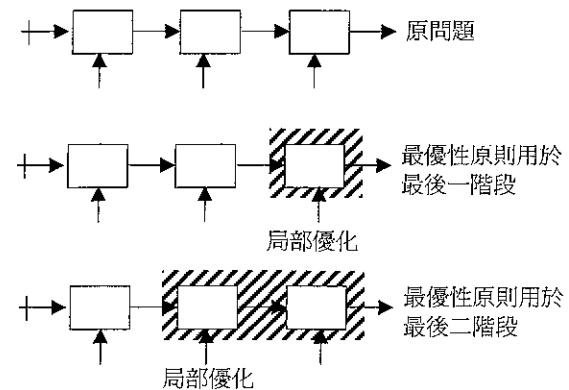 原問題
最優性原則用於
最後一階段
局部優化
最優性原則用於
最後二階段
局部優化